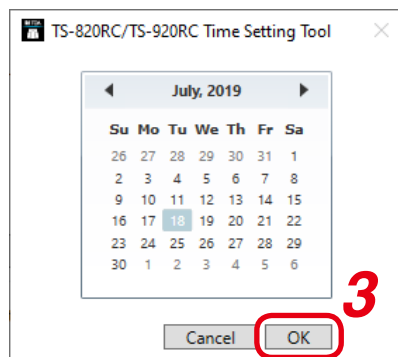 TS-820RC/TS-920RC Time Setting Tool
July, 2019
Su Mo Tu We Th Fr Sa
26 27 28 29 30 31 1
2 3 4 5 6 7 8
9 10 11 12 13 14 15
16 17 18 19 20 21 22
23 24 25 26 27 28 29
30 1 2 3 4 5 6
3
Cancel OK